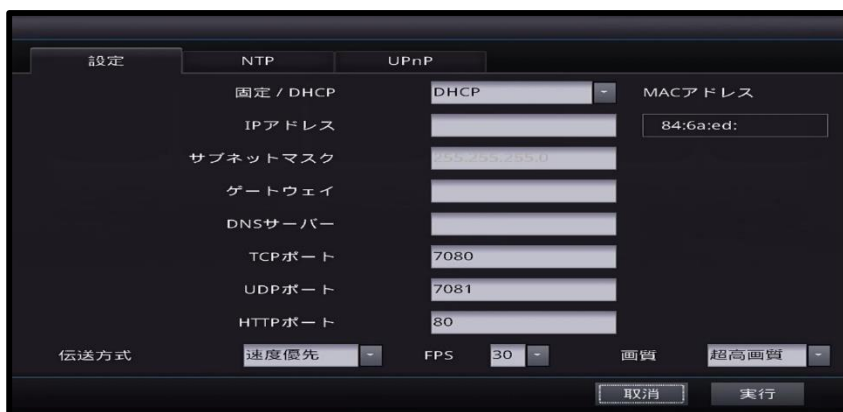 設定 NTP UPnP
固定 / DHCP DHCP MACアドレス
IPアドレス 84:6a:ed:
サブネットマスク 255.255.255.0
ゲートウェイ
DNSサーバー
TCPポート 7080
UDPポート 7081
HTTPポート 80
伝送方式 速度優先 FPS 30 画質 超高画質
取消 実行